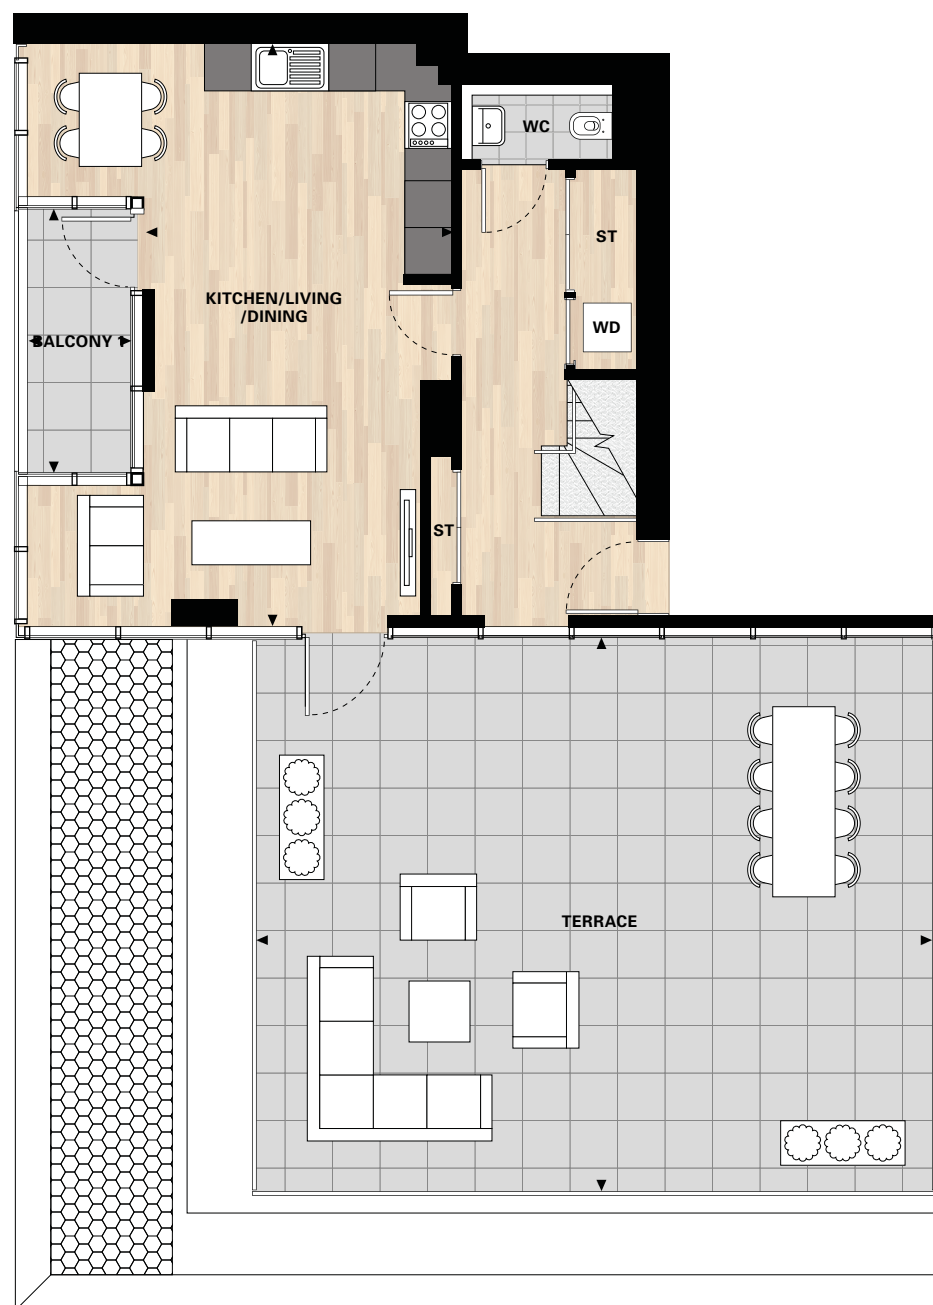 WC
ST
KITCHEN/LIVING
/DINING
WD
BALCONY 1
ST
TERRACE